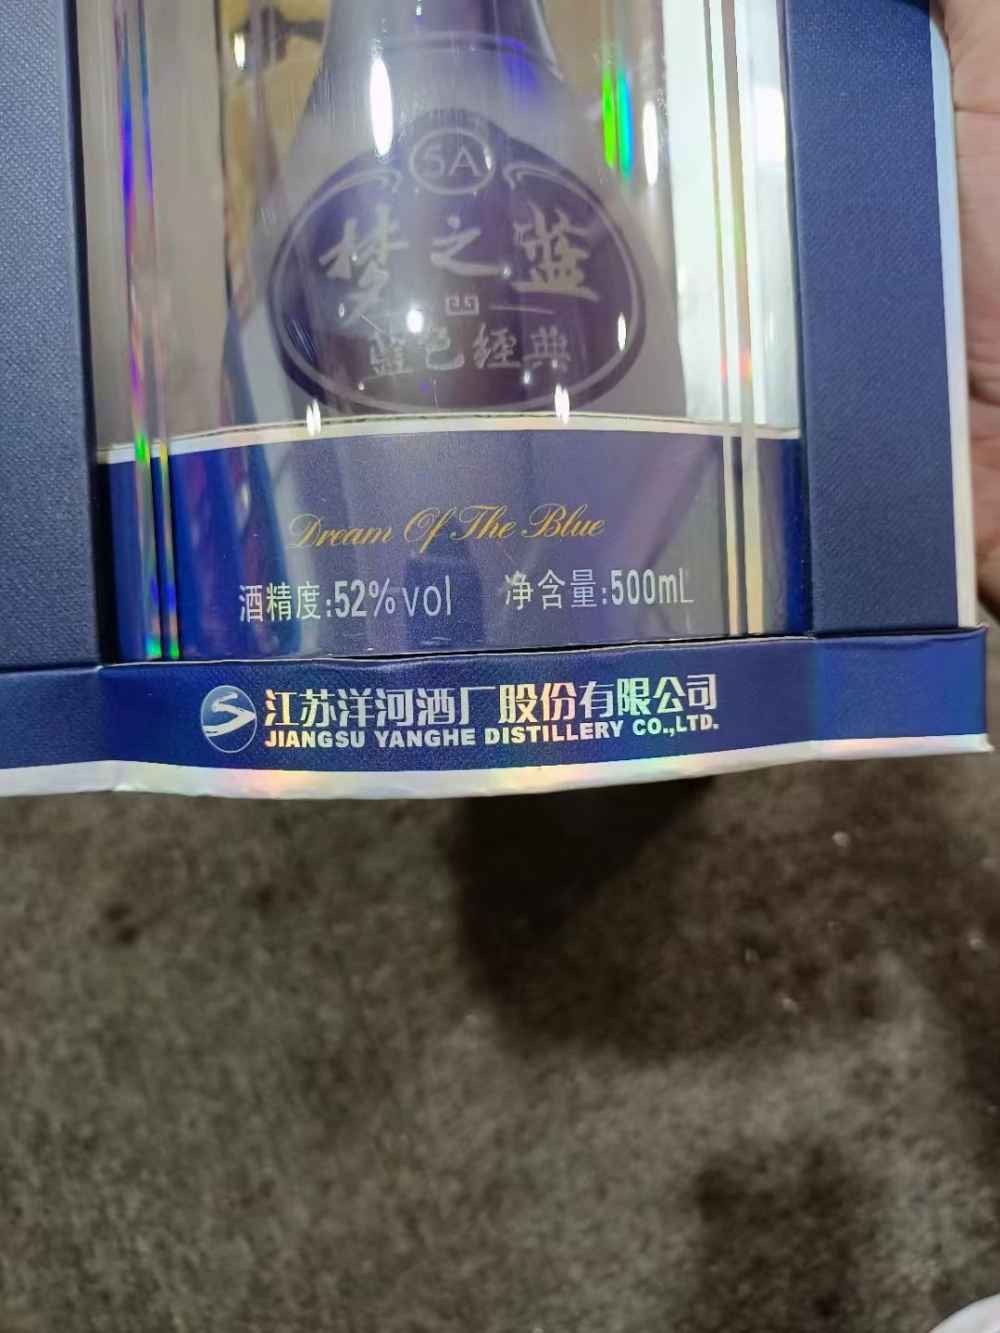 5A
梦之蓝
蓝色經典
Dream Of The Blue
酒精度:52%vol 净含量:500mL
江苏洋河酒厂股份有限公司
JIANGSU YANGHE DISTILLERY CO.,LTD.